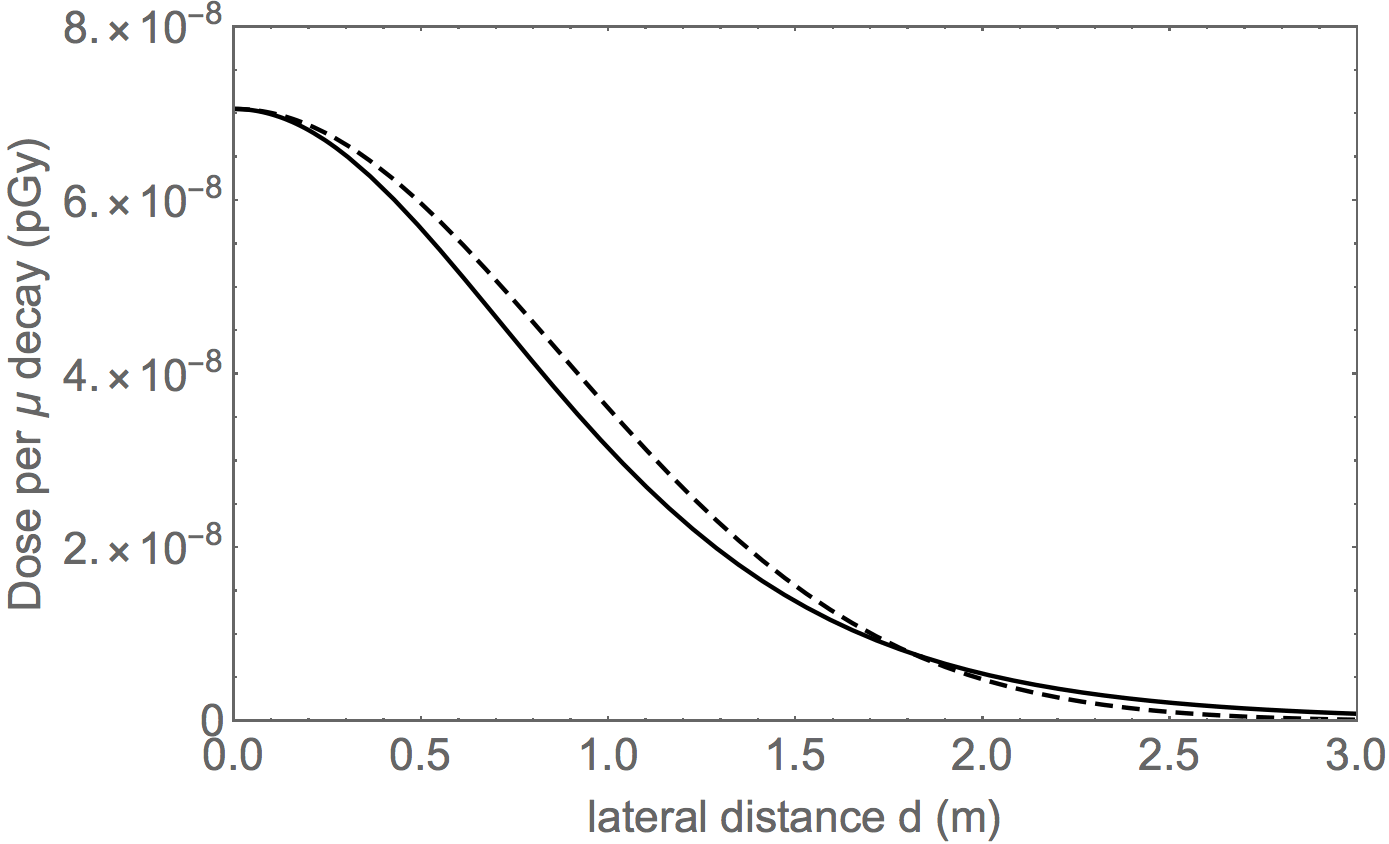 8.×10⁻⁸
6.×10⁻⁸
4.×10⁻⁸
2.×10⁻⁸
0
Dose per μ decay (pGy)
0.0 0.5 1.0 1.5 2.0 2.5 3.0
lateral distance d (m)